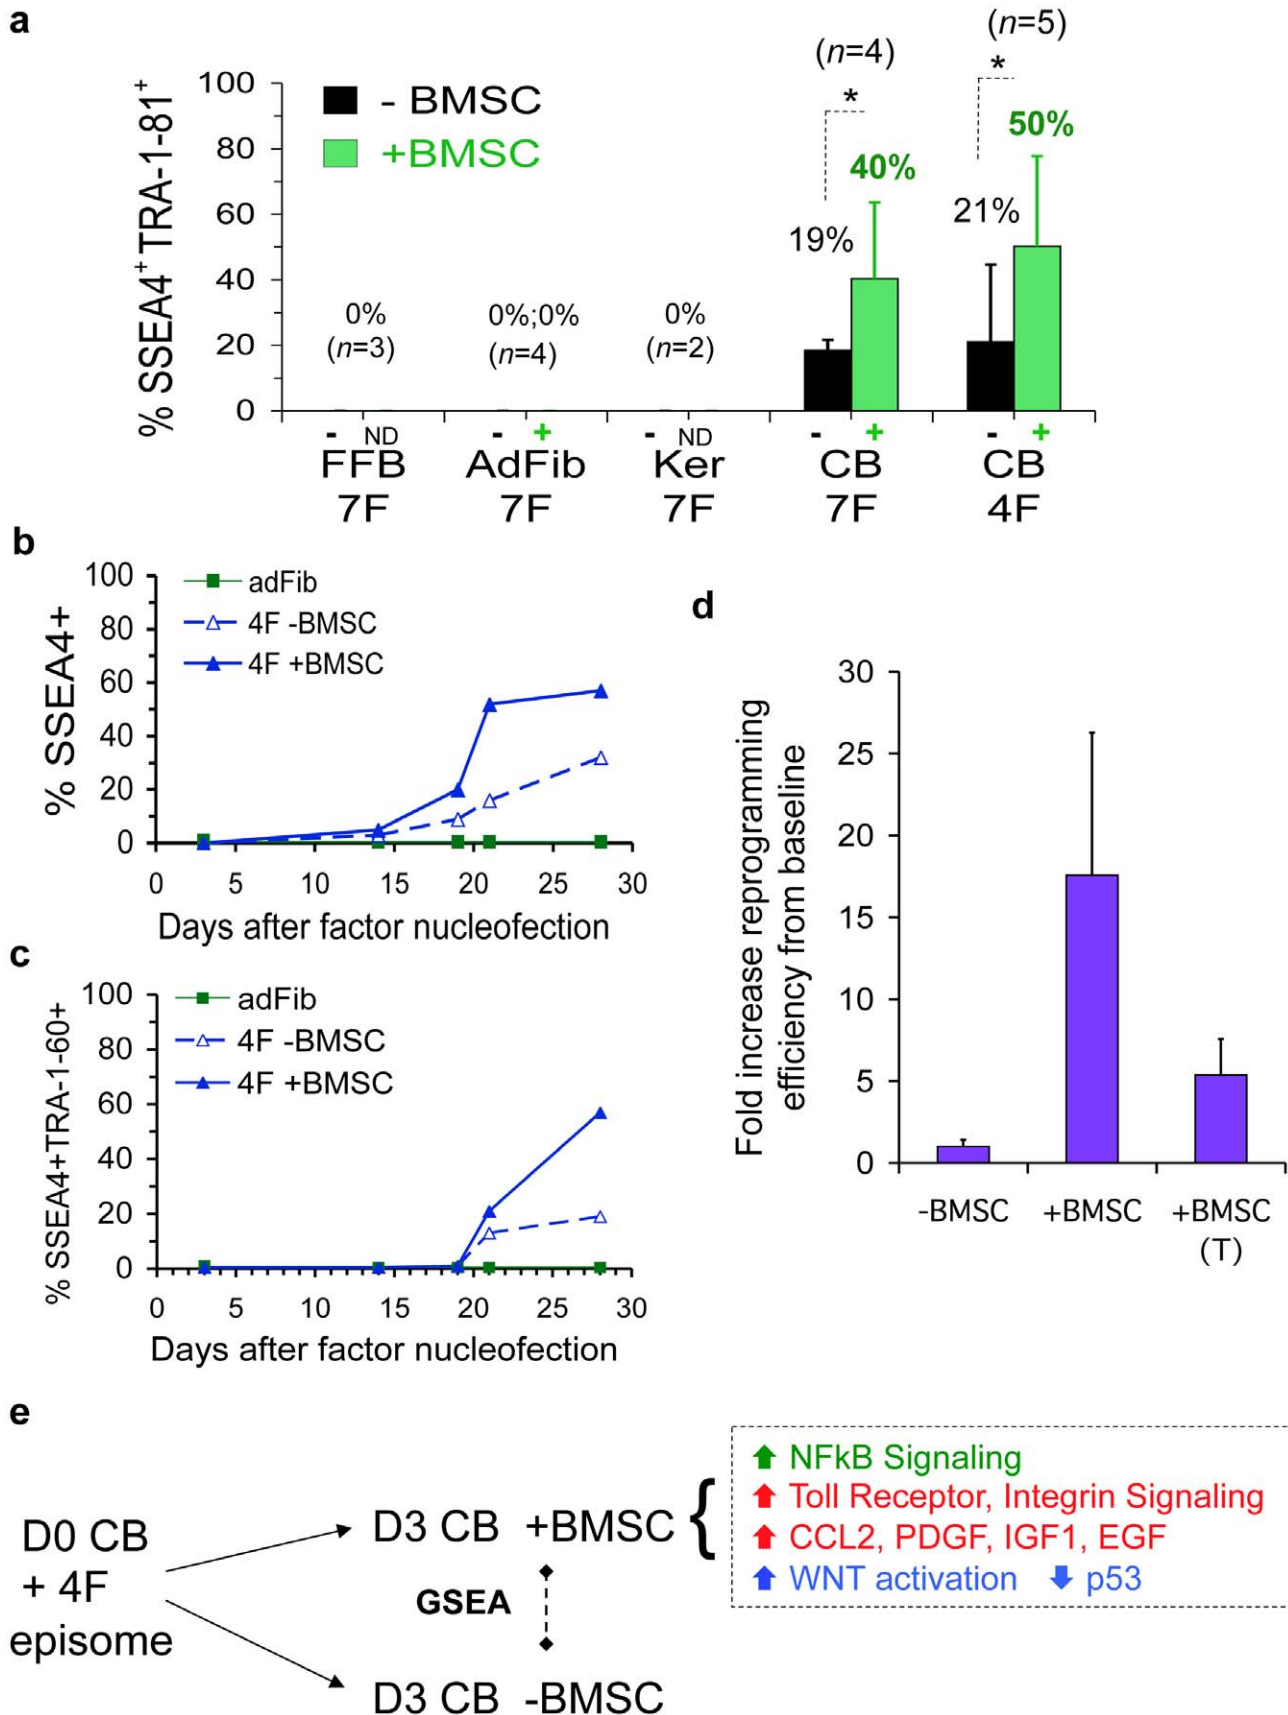 a
(n=5)
(n=4)
*
*
100
80
60
40
20
0
% SSEA4+TRA-1-81+
- BMSC
+BMSC
50%
40%
21%
19%
0%
(n=3)
0%;0%
(n=4)
0%
(n=2)
- ND
- +
- ND
- +
- +
FFB
7F
AdFib
7F
Ker
7F
CB
7F
CB
4F
b
100
80
60
40
20
0
% SSEA4+
adFib
4F -BMSC
4F +BMSC
0 5 10 15 20 25 30
Days after factor nucleofection
c
100
80
60
40
20
0
% SSEA4+TRA-1-60+
adFib
4F -BMSC
4F +BMSC
0 5 10 15 20 25 30
Days after factor nucleofection
d
30
25
20
15
10
5
0
Fold increase reprogramming
efficiency from baseline
-BMSC
+BMSC
+BMSC
(T)
e
D0 CB
+ 4F
episome
D3 CB +BMSC
GSEA
D3 CB -BMSC
{
NFkB Signaling
Toll Receptor, Integrin Signaling
CCL2, PDGF, IGF1, EGF
WNT activation p53